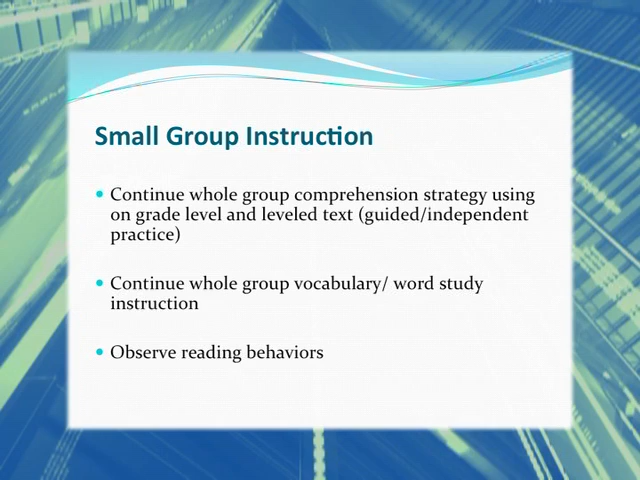 Small Group Instruction
• Continue whole group comprehension strategy using
on grade level and leveled text (guided/independent
practice)
• Continue whole group vocabulary/ word study
instruction
• Observe reading behaviors